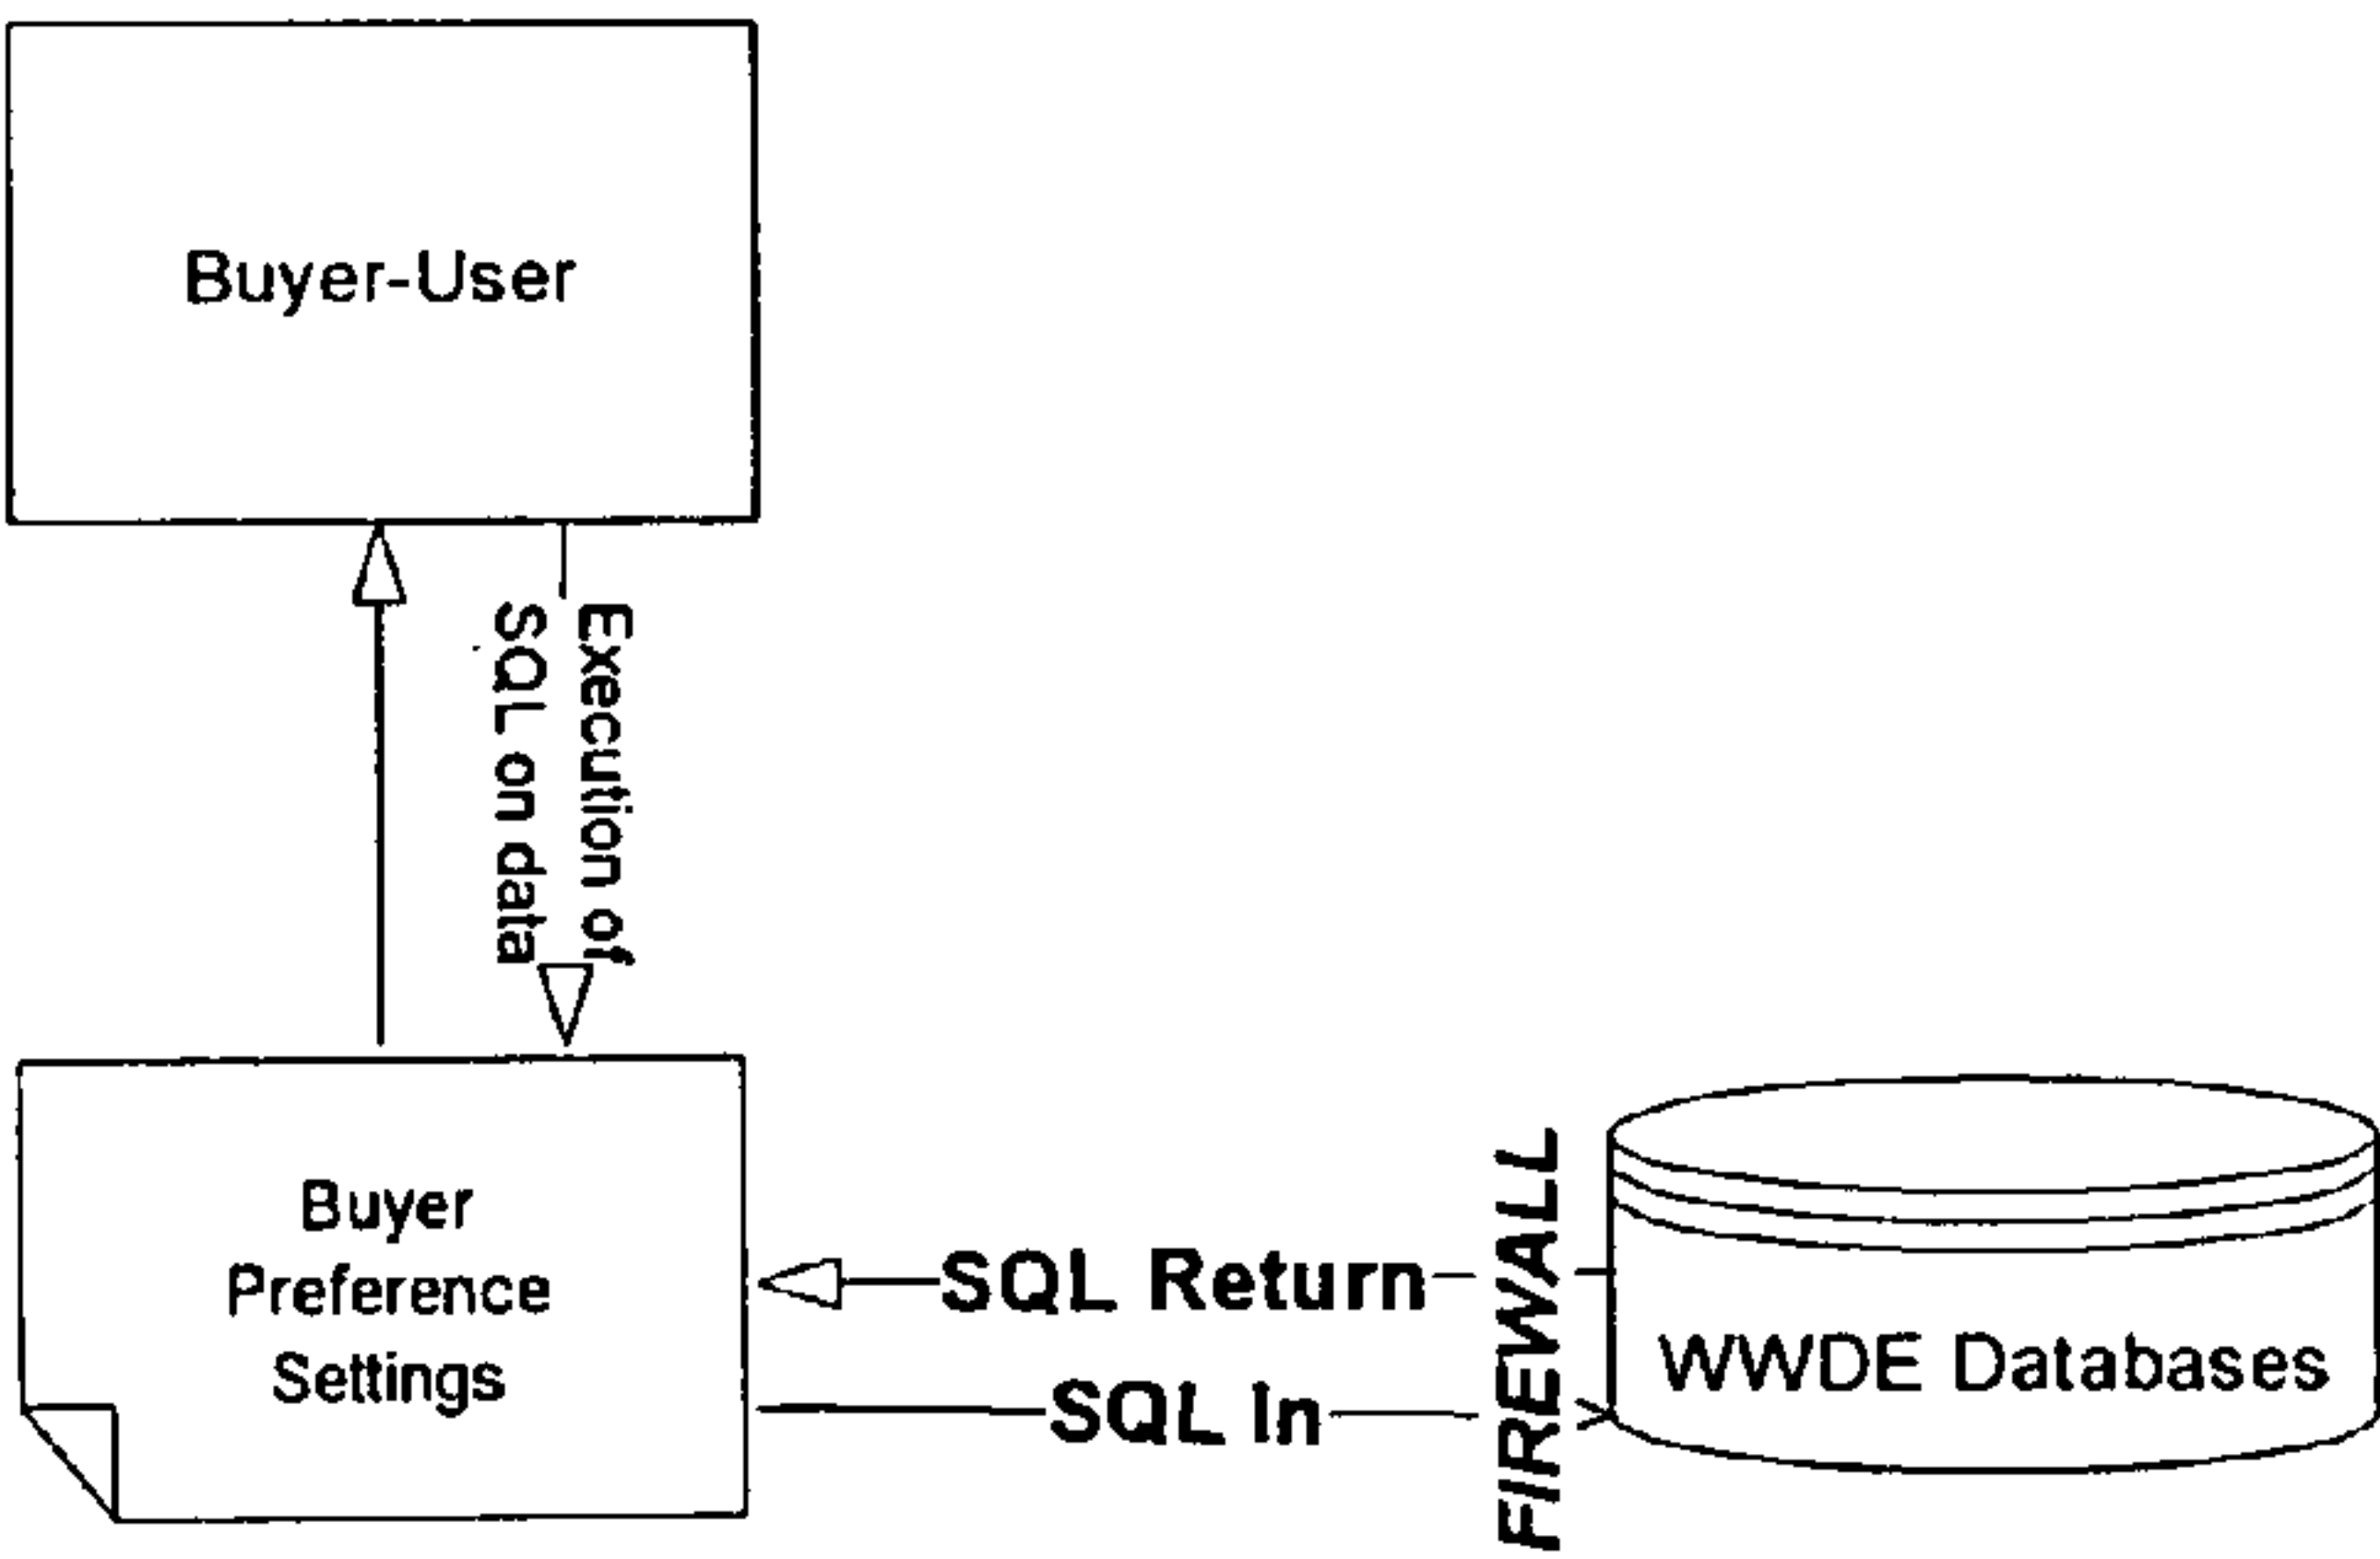 Buyer-User
Execution of
SQL on data
Buyer
Preference
Settings
SQL Return
SQL In
FIREWALL
WWDE Databases